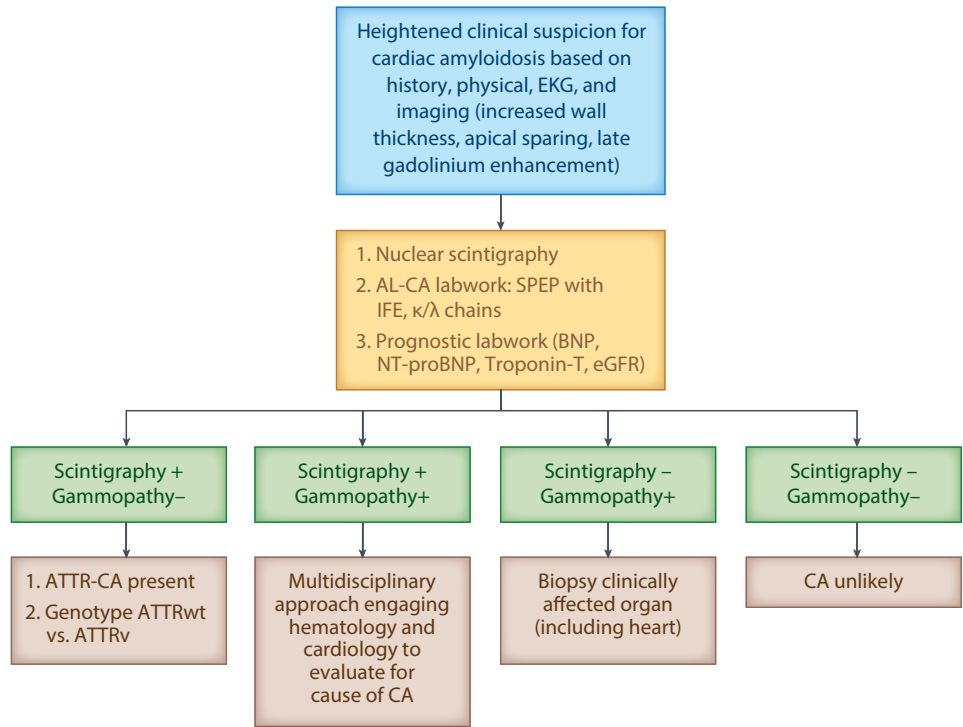 Heightened clinical suspicion for
cardiac amyloidosis based on
history, physical, EKG, and
imaging (increased wall
thickness, apical sparing, late
gadolinium enhancement)
1. Nuclear scintigraphy
2. AL-CA labwork: SPEP with
IFE, κ/λ chains
3. Prognostic labwork (BNP,
NT-proBNP, Troponin-T, eGFR)
Scintigraphy +
Gammopathy–
Scintigraphy +
Gammopathy+
Scintigraphy –
Gammopathy+
Scintigraphy –
Gammopathy–
1. ATTR-CA present
2. Genotype ATTRwt
vs. ATTRv
Multidisciplinary
approach engaging
hematology and
cardiology to
evaluate for
cause of CA
Biopsy clinically
affected organ
(including heart)
CA unlikely